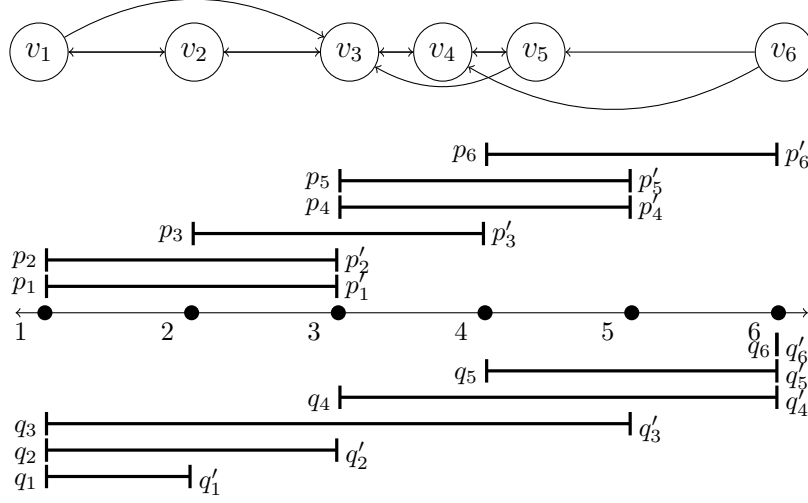 v₁ v₂ v₃ v₄ v₅ v₆
p₆ p′₆
p₅ p′₅
p₄ p′₄
p₃ p′₃
p₂ p′₂
p₁ p′₁
1 2 3 4 5 6
q₆ q′₆
q₅ q′₅
q₄ q′₄
q₃ q′₃
q₂ q′₂
q₁ q′₁